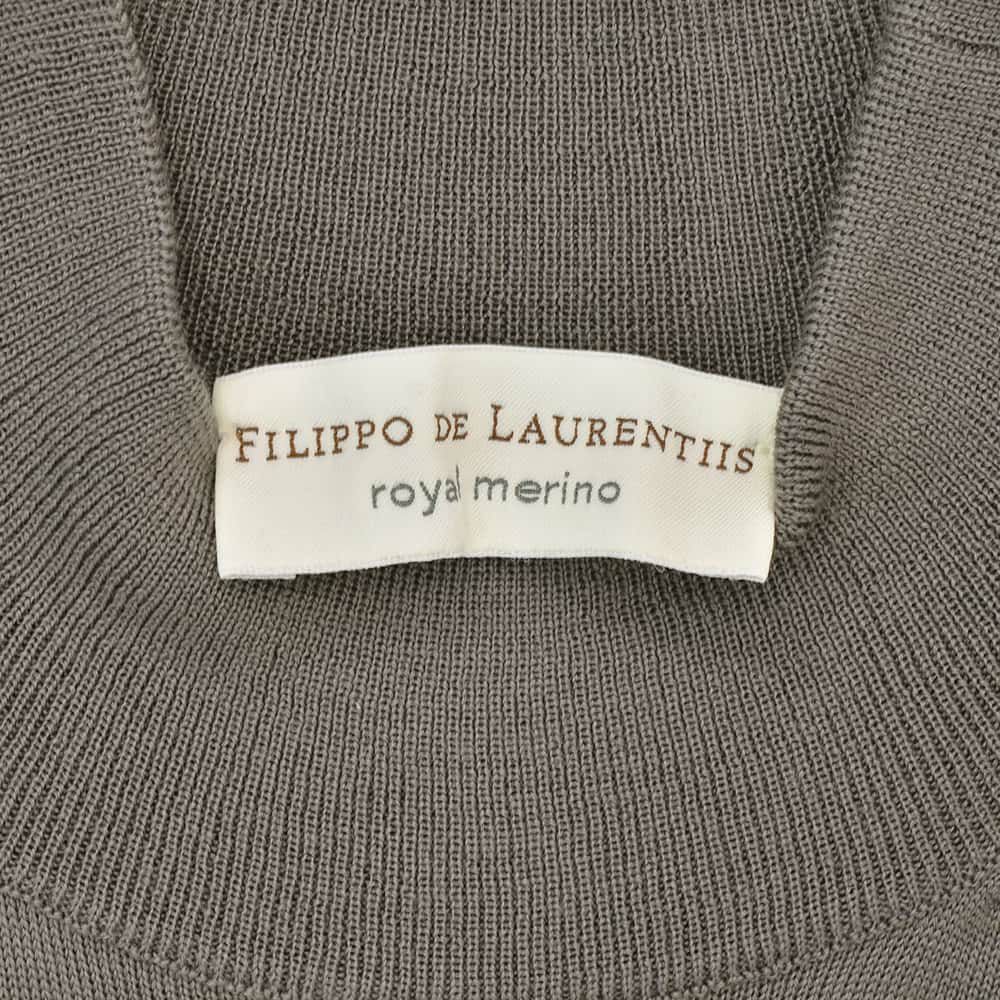 FILIPPO DE LAURENTIIS
royal merino